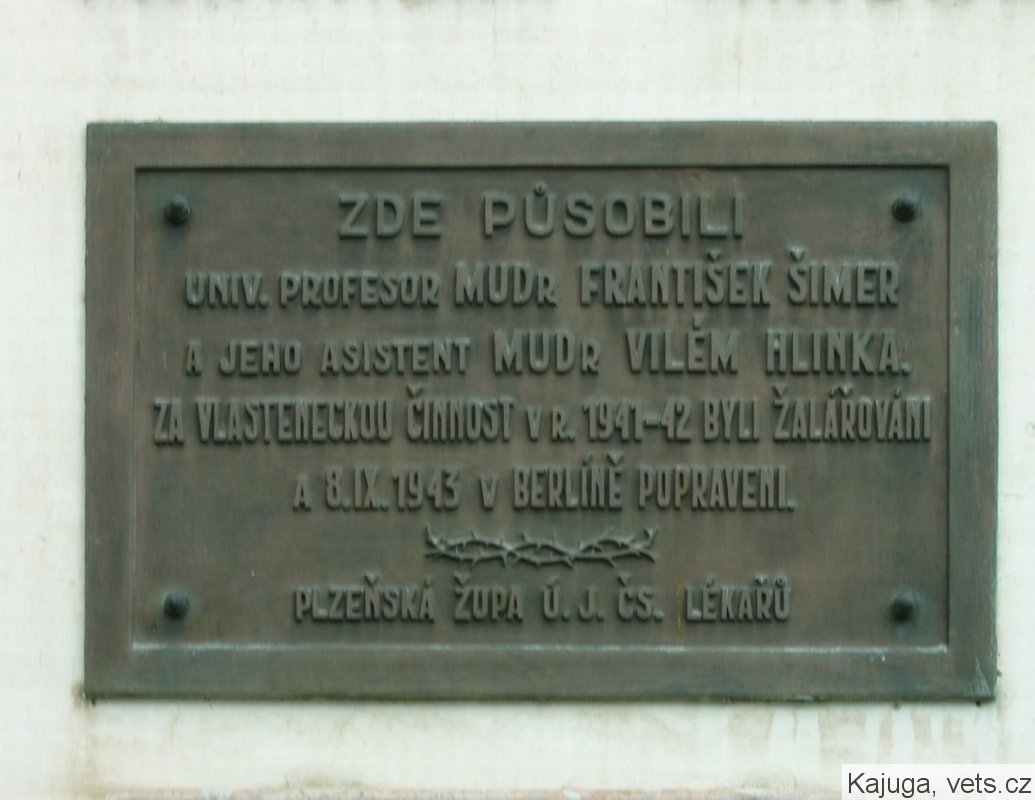 ZDE PŮSOBILI
UNIV. PROFESOR MUDR FRANTIŠEK ŠIMER
A JEHO ASISTENT MUDR VILÉM HLINKA.
ZA VLASTENECKOU ČINNOST V R. 1941-42 BYLI ŽALÁŘOVÁNI
A 8.IX.1943 V BERLÍNĚ POPRAVENI.
PLZEŇSKÁ ŽUPA Ú.J.ČS. LÉKAŘŮ
Kajuga, vets.cz